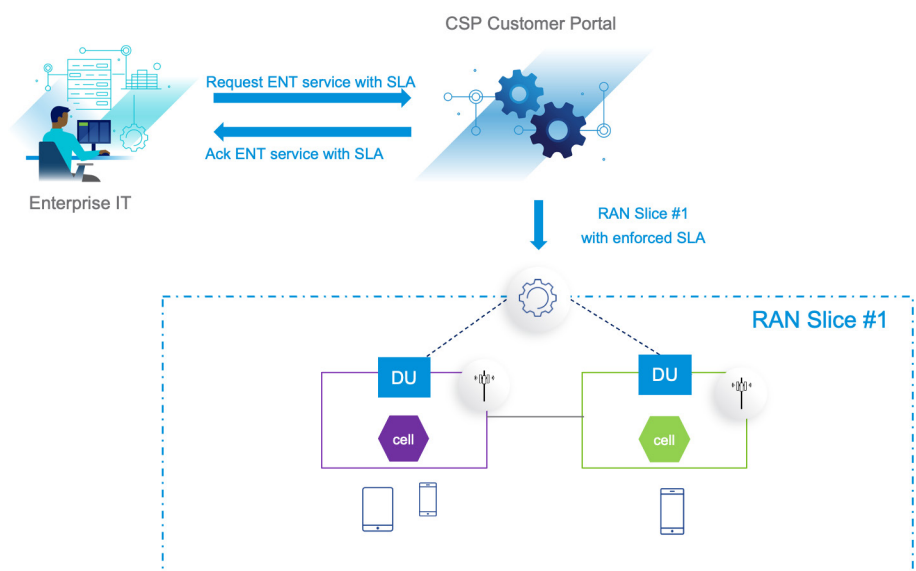 CSP Customer Portal
Request ENT service with SLA
Ack ENT service with SLA
Enterprise IT
RAN Slice #1
with enforced SLA
RAN Slice #1
DU
DU
cell
cell